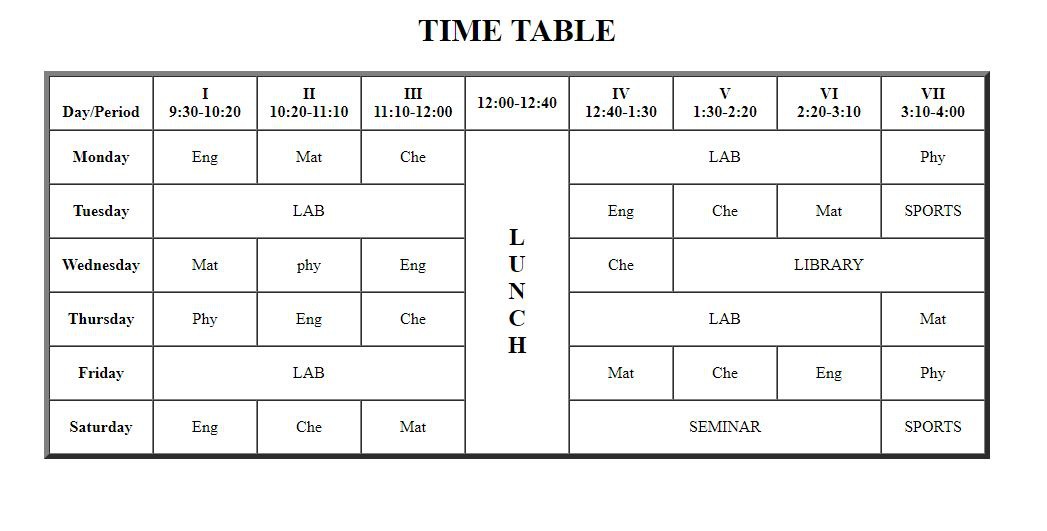 TIME TABLE
Day/Period I II III 12:00-12:40 IV V VI VII
9:30-10:20 10:20-11:10 11:10-12:00 12:40-1:30 1:30-2:20 2:20-3:10 3:10-4:00
Monday Eng Mat Che LAB Phy
Tuesday LAB Eng Che Mat SPORTS
Wednesday Mat phy Eng Che LIBRARY
Thursday Phy Eng Che LAB Mat
Friday LAB Mat Che Eng Phy
Saturday Eng Che Mat SEMINAR SPORTS
L
U
N
C
H